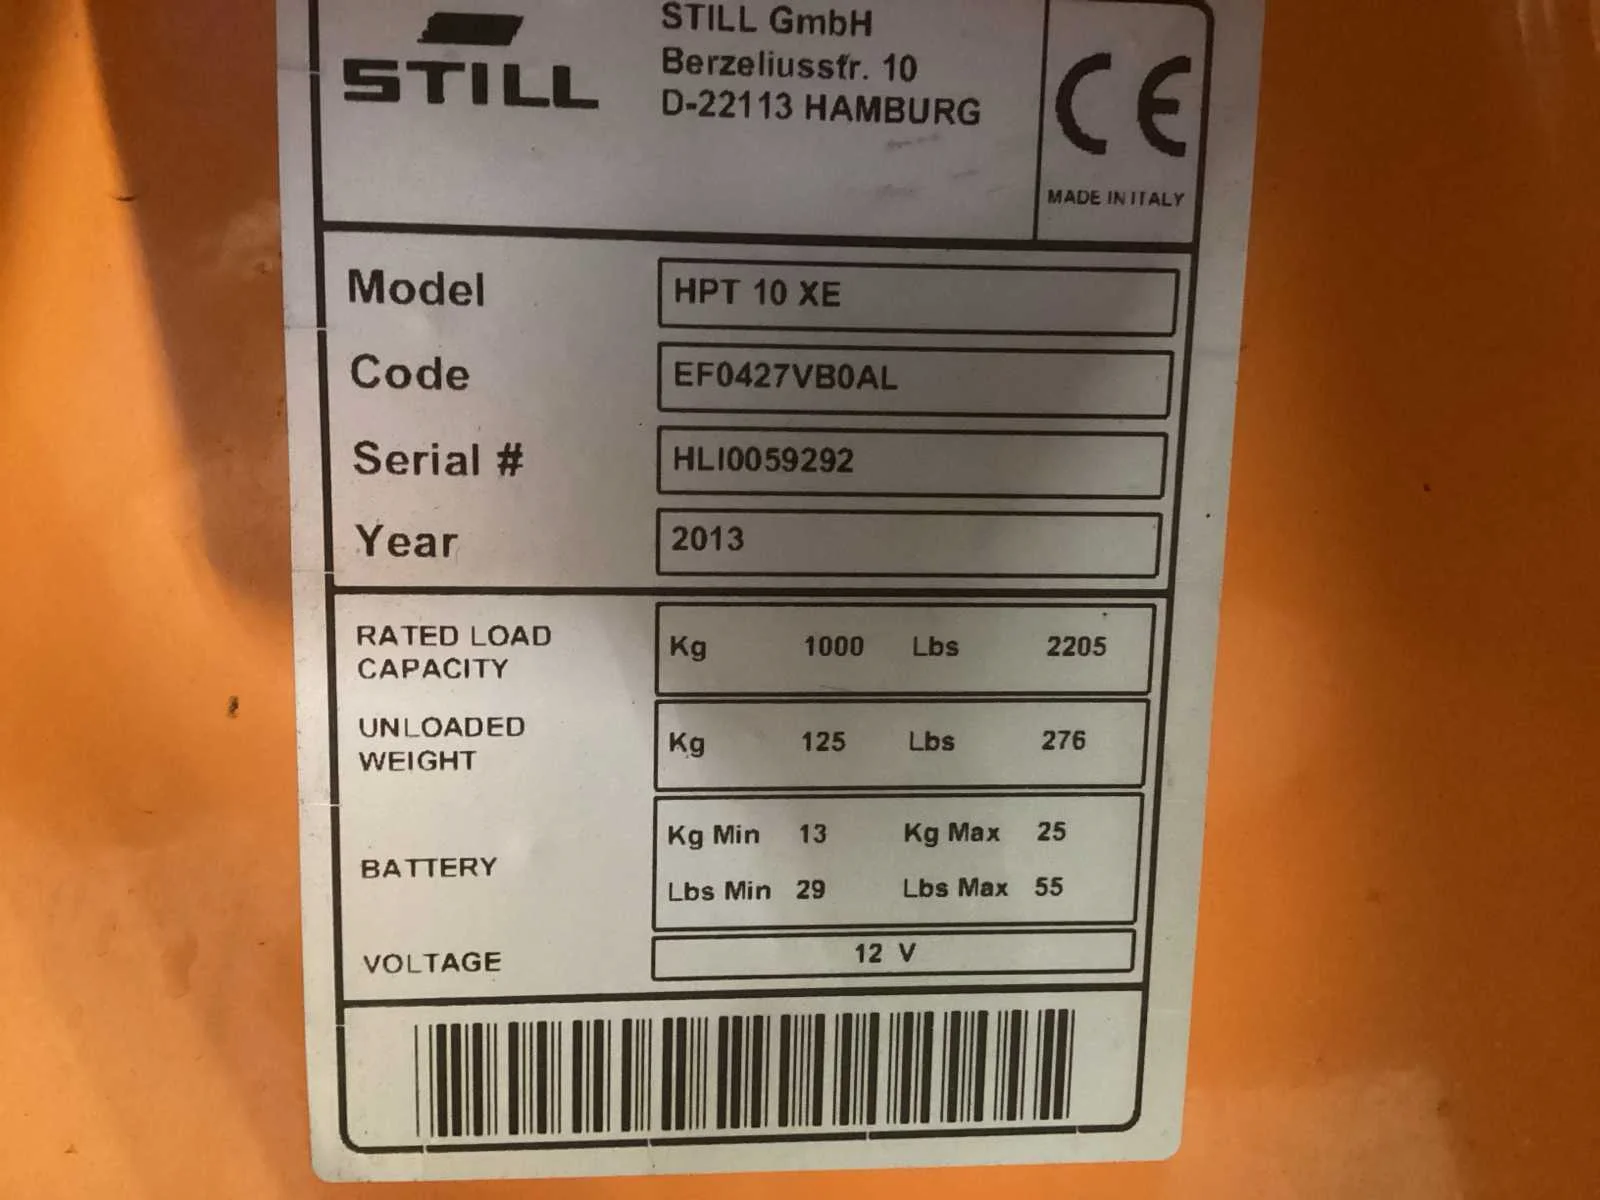 STILL
STILL GmbH
Berzeliusstr. 10
D-22113 HAMBURG
CE
MADE IN ITALY
Model HPT 10 XE
Code EF0427VB0AL
Serial # HLI0059292
Year 2013
RATED LOAD CAPACITY Kg 1000 Lbs 2205
UNLOADED WEIGHT Kg 125 Lbs 276
BATTERY Kg Min 13 Kg Max 25
Lbs Min 29 Lbs Max 55
VOLTAGE 12 V